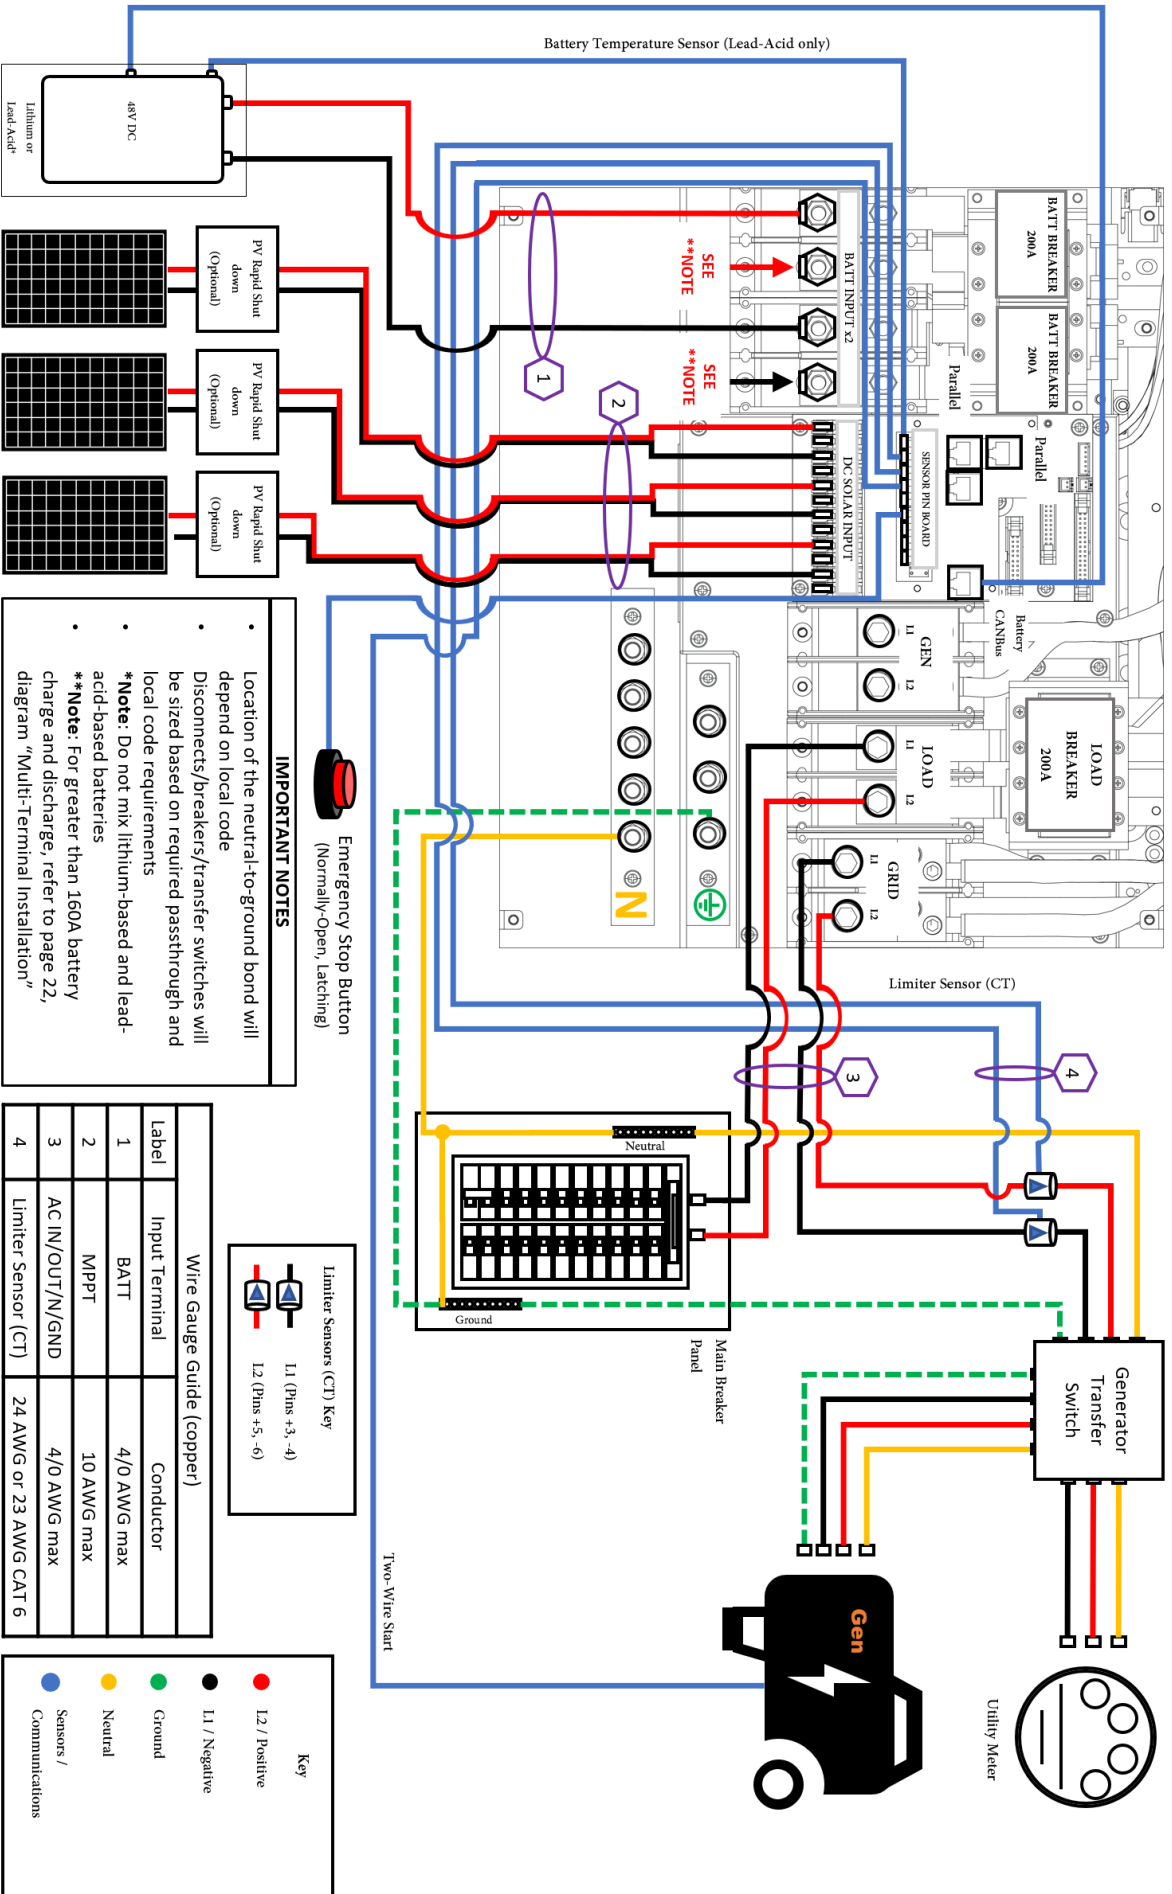 Battery Temperature Sensor (Lead-Acid only)
48V DC
Lithium or
Lead-Acid*
PV Rapid Shut
down
(Optional)
PV Rapid Shut
down
(Optional)
PV Rapid Shut
down
(Optional)
BATT BREAKER
200A
BATT BREAKER
200A
BATT INPUT x2
SEE
**NOTE
SEE
**NOTE
1
2
Parallel
Parallel
SENSOR PIN BOARD
DC SOLAR INPUT
Battery
CANBus
GEN
L1
L2
LOAD
L1
L2
LOAD
BREAKER
200A
GRID
L1
L2
N
Limiter Sensor (CT)
3
4
Emergency Stop Button
(Normally-Open, Latching)
IMPORTANT NOTES
• Location of the neutral-to-ground bond will
depend on local code
• Disconnects/breakers/transfer switches will
be sized based on required passthrough and
local code requirements
• *Note: Do not mix lithium-based and lead-
acid-based batteries
• **Note: For greater than 160A battery
charge and discharge, refer to page 22,
diagram “Multi-Terminal Installation”
Neutral
Ground
Main Breaker
Panel
Generator
Transfer
Switch
Gen
Utility Meter
Two-Wire Start
Limiter Sensors (CT) Key
L1 (Pins +3, -4)
L2 (Pins +5, -6)
Wire Gauge Guide (copper)
Label Input Terminal Conductor
1 BATT 4/0 AWG max
2 MPPT 10 AWG max
3 AC IN/OUT/N/GND 4/0 AWG max
4 Limiter Sensor (CT) 24 AWG or 23 AWG CAT 6
Key
L2 / Positive
L1 / Negative
Ground
Neutral
Sensors /
Communications